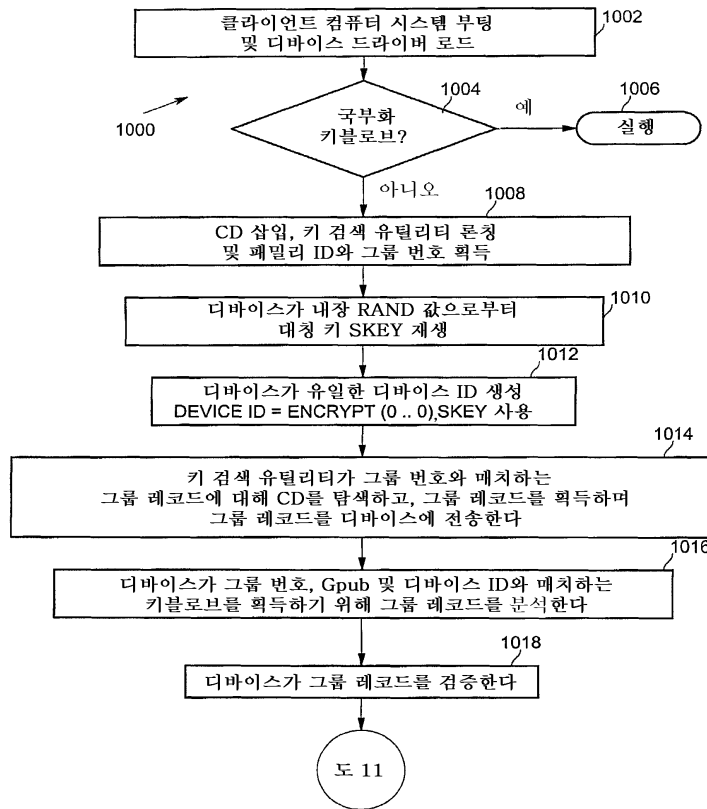 클라이언트 컴퓨터 시스템 부팅
및 디바이스 드라이버 로드
1002
1000
국부화
키블로브?
1004
예
1006
실행
아니오
1008
CD 삽입, 키 검색 유틸리티 론칭
및 패밀리 ID와 그룹 번호 획득
디바이스가 내장 RAND 값으로부터
대칭 키 SKEY 재생
1010
1012
디바이스가 유일한 디바이스 ID 생성
DEVICE ID = ENCRYPT (0 .. 0),SKEY 사용
1014
키 검색 유틸리티가 그룹 번호와 매치하는
그룹 레코드에 대해 CD를 탐색하고, 그룹 레코드를 획득하며
그룹 레코드를 디바이스에 전송한다
1016
디바이스가 그룹 번호, Gpub 및 디바이스 ID와 매치하는
키블로브를 획득하기 위해 그룹 레코드를 분석한다
1018
디바이스가 그룹 레코드를 검증한다
도 11